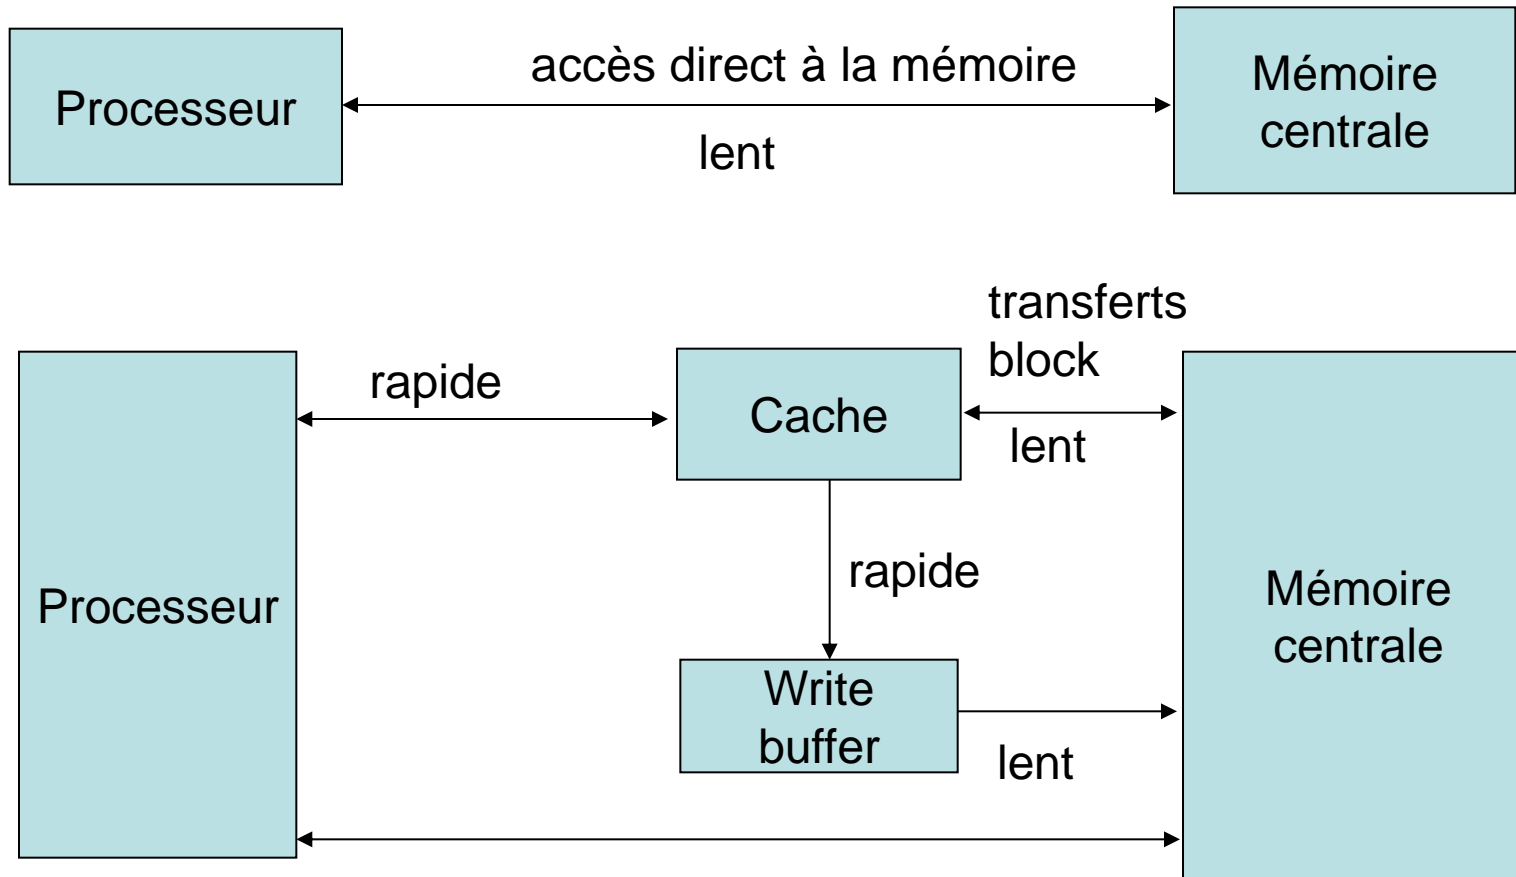 Processeur
accès direct à la mémoire
lent
Mémoire
centrale
transferts
block
rapide
Cache
lent
Processeur
rapide
Mémoire
centrale
Write
buffer
lent